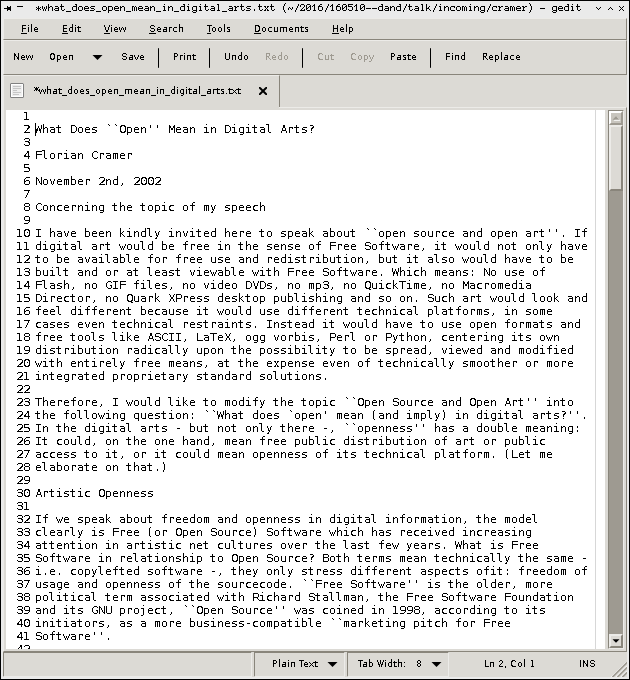 *what_does_open_mean_in_digital_arts.txt (~/2016/160510--dand/talk/incoming/cramer) - gedit
File Edit View Search Tools Documents Help
New Open Save Print Undo Redo Cut Copy Paste Find Replace
*what_does_open_mean_in_digital_arts.txt
1
2 What Does ``Open'' Mean in Digital Arts?
3
4 Florian Cramer
5
6 November 2nd, 2002
7
8 Concerning the topic of my speech
9
10 I have been kindly invited here to speak about ``open source and open art''. If
11 digital art would be free in the sense of Free Software, it would not only have
12 to be available for free use and redistribution, but it also would have to be
13 built and or at least viewable with Free Software. Which means: No use of
14 Flash, no GIF files, no video DVDs, no mp3, no QuickTime, no Macromedia
15 Director, no Quark XPress desktop publishing and so on. Such art would look and
16 feel different because it would use different technical platforms, in some
17 cases even technical restraints. Instead it would have to use open formats and
18 free tools like ASCII, LaTeX, ogg vorbis, Perl or Python, centering its own
19 distribution radically upon the possibility to be spread, viewed and modified
20 with entirely free means, at the expense even of technically smoother or more
21 integrated proprietary standard solutions.
22
23 Therefore, I would like to modify the topic ``Open Source and Open Art'' into
24 the following question: ``What does `open' mean (and imply) in digital arts?''.
25 In the digital arts - but not only there -, ``openness'' has a double meaning:
26 It could, on the one hand, mean free public distribution of art or public
27 access to it, or it could mean openness of its technical platform. (Let me
28 elaborate on that.)
29
30 Artistic Openness
31
32 If we speak about freedom and openness in digital information, the model
33 clearly is Free (or Open Source) Software which has received increasing
34 attention in artistic net cultures over the last few years. What is Free
35 Software in relationship to Open Source? Both terms mean technically the same -
36 i.e. copylefted software -, they only stress different aspects ofit: freedom of
37 usage and openness of the sourcecode. ``Free Software'' is the older, more
38 political term associated with Richard Stallman, the Free Software Foundation
39 and its GNU project, ``Open Source'' was coined in 1998, according to its
40 initiators, as a more business-compatible ``marketing pitch for Free
41 Software''.
42
Plain Text Tab Width: 8 Ln 2, Col 1 INS